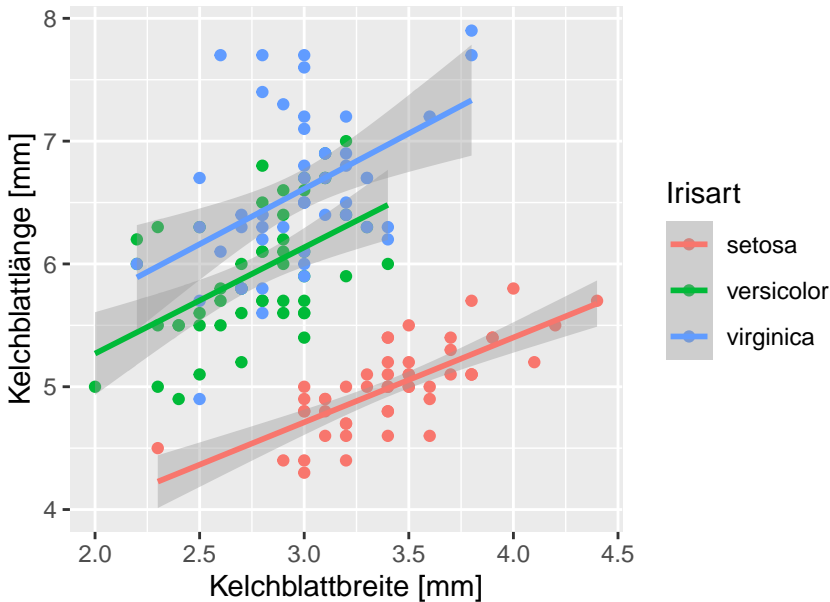 8
7
6
5
4
2.0 2.5 3.0 3.5 4.0 4.5
Kelchblattbreite [mm]
Kelchblattlänge [mm]
Irisart
setosa
versicolor
virginica